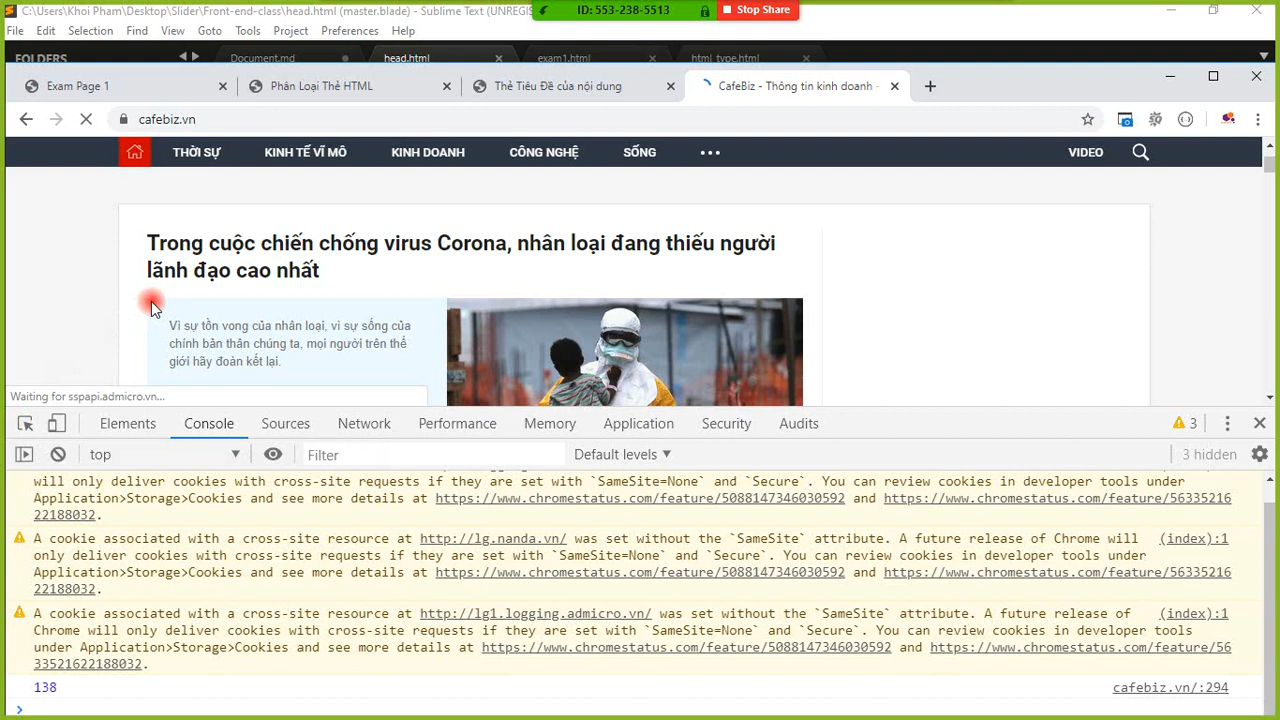 C:\Users\Khoi Pham\Desktop\Slider\Front-end-class\head.html (master.blade) - Sublime Text (UNREGIS
ID: 553-238-5513
Stop Share
File Edit Selection Find View Goto Tools Project Preferences Help
FOLDERS
Document.md
head.html
exam1.html
html_type.html
Exam Page 1
Phân Loại Thẻ HTML
Thẻ Tiêu Đề của nội dung
CafeBiz - Thông tin kinh doanh -
cafebiz.vn
THỜI SỰ KINH TẾ VĨ MÔ KINH DOANH CÔNG NGHỆ SỐNG VIDEO
Trong cuộc chiến chống virus Corona, nhân loại đang thiếu người
lãnh đạo cao nhất
Vì sự tồn vong của nhân loại, vì sự sống của
chính bản thân chúng ta, mọi người trên thế
giới hãy đoàn kết lại.
Waiting for sspapi.admicro.vn...
Elements Console Sources Network Performance Memory Application Security Audits 3
top Filter Default levels 3 hidden
will only deliver cookies with cross-site requests if they are set with `SameSite=None` and `Secure`. You can review cookies in developer tools under
Application>Storage>Cookies and see more details at https://www.chromestatus.com/feature/5088147346030592 and https://www.chromestatus.com/feature/56335216
22188032.
A cookie associated with a cross-site resource at http://lg.nanda.vn/ was set without the `SameSite` attribute. A future release of Chrome will (index):1
only deliver cookies with cross-site requests if they are set with `SameSite=None` and `Secure`. You can review cookies in developer tools under
Application>Storage>Cookies and see more details at https://www.chromestatus.com/feature/5088147346030592 and https://www.chromestatus.com/feature/56335216
22188032.
A cookie associated with a cross-site resource at http://lg1.logging.admicro.vn/ was set without the `SameSite` attribute. A future release of (index):1
Chrome will only deliver cookies with cross-site requests if they are set with `SameSite=None` and `Secure`. You can review cookies in developer tools
under Application>Storage>Cookies and see more details at https://www.chromestatus.com/feature/5088147346030592 and https://www.chromestatus.com/feature/56
33521622188032.
138 cafebiz.vn/:294